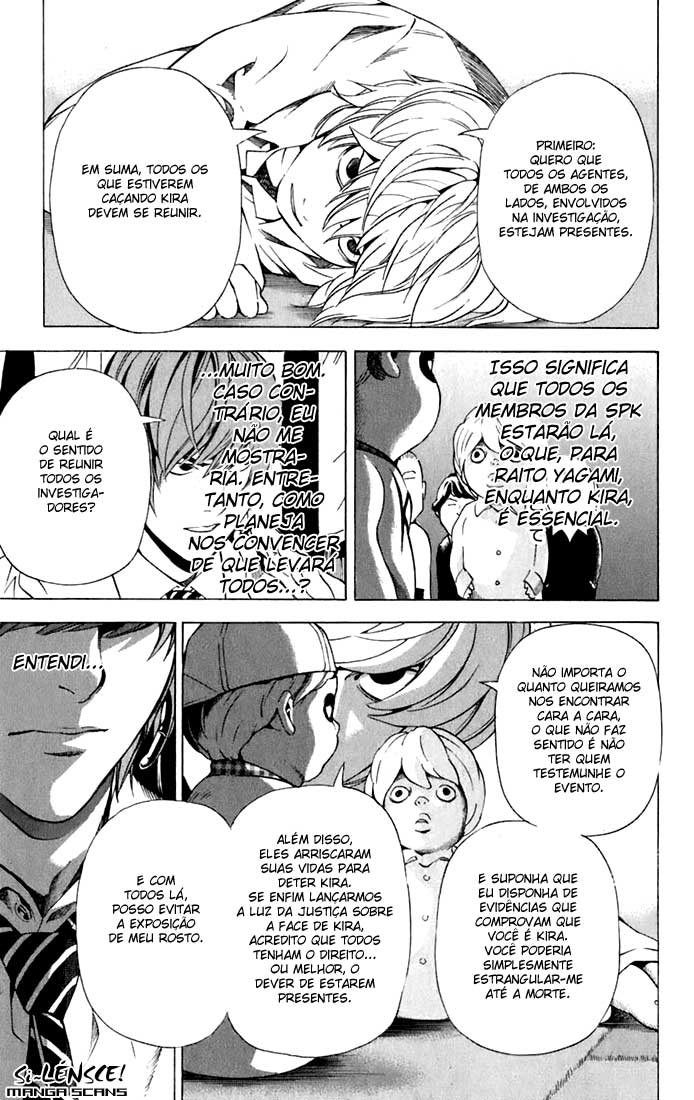 PRIMEIRO:
QUERO QUE
TODOS OS AGENTES,
DE AMBOS OS
LADOS, ENVOLVIDOS
NA INVESTIGAÇÃO,
ESTEJAM PRESENTES.
EM SUMA, TODOS OS
QUE ESTIVEREM
CAÇANDO KIRA
DEVEM SE REUNIR.
ISSO SIGNIFICA
QUE TODOS OS
MEMBROS DA SPK
ESTARÃO LÁ,
O QUE, PARA
RAITO YAGAMI,
ENQUANTO KIRA,
É ESSENCIAL.
...MUITO BOM.
CASO CON-
TRÁRIO, EU
NÃO ME
MOSTRA-
RIA. ENTRE-
TANTO, COMO
PLANEJA
NOS CONVENCER
DE QUE LEVARÁ
TODOS...?
QUAL É
O SENTIDO
DE REUNIR
TODOS OS
INVESTIGA-
DORES?
NÃO IMPORTA O
QUANTO QUEIRAMOS
NOS ENCONTRAR
CARA A CARA,
O QUE NÃO FAZ
SENTIDO É NÃO
TER QUEM
TESTEMUNHE O
EVENTO.
E SUPONHA QUE
EU DISPONHA DE
EVIDÊNCIAS QUE
COMPROVAM QUE
VOCÊ É KIRA.
VOCÊ PODERIA
SIMPLESMENTE
ESTRANGULAR-ME
ATÉ A MORTE.
ALÉM DISSO,
ELES ARRISCARAM
SUAS VIDAS PARA
DETER KIRA.
SE ENFIM LANÇARMOS
A LUZ DA JUSTIÇA SOBRE
A FACE DE KIRA,
ACREDITO QUE TODOS
TENHAM O DIREITO...
OU MELHOR, O
DEVER DE ESTAREM
PRESENTES.
E COM
TODOS LÁ,
POSSO EVITAR
A EXPOSIÇÃO
DE MEU ROSTO.
ENTENDI...
Si-LÉNSCE!
MANGA SCANS